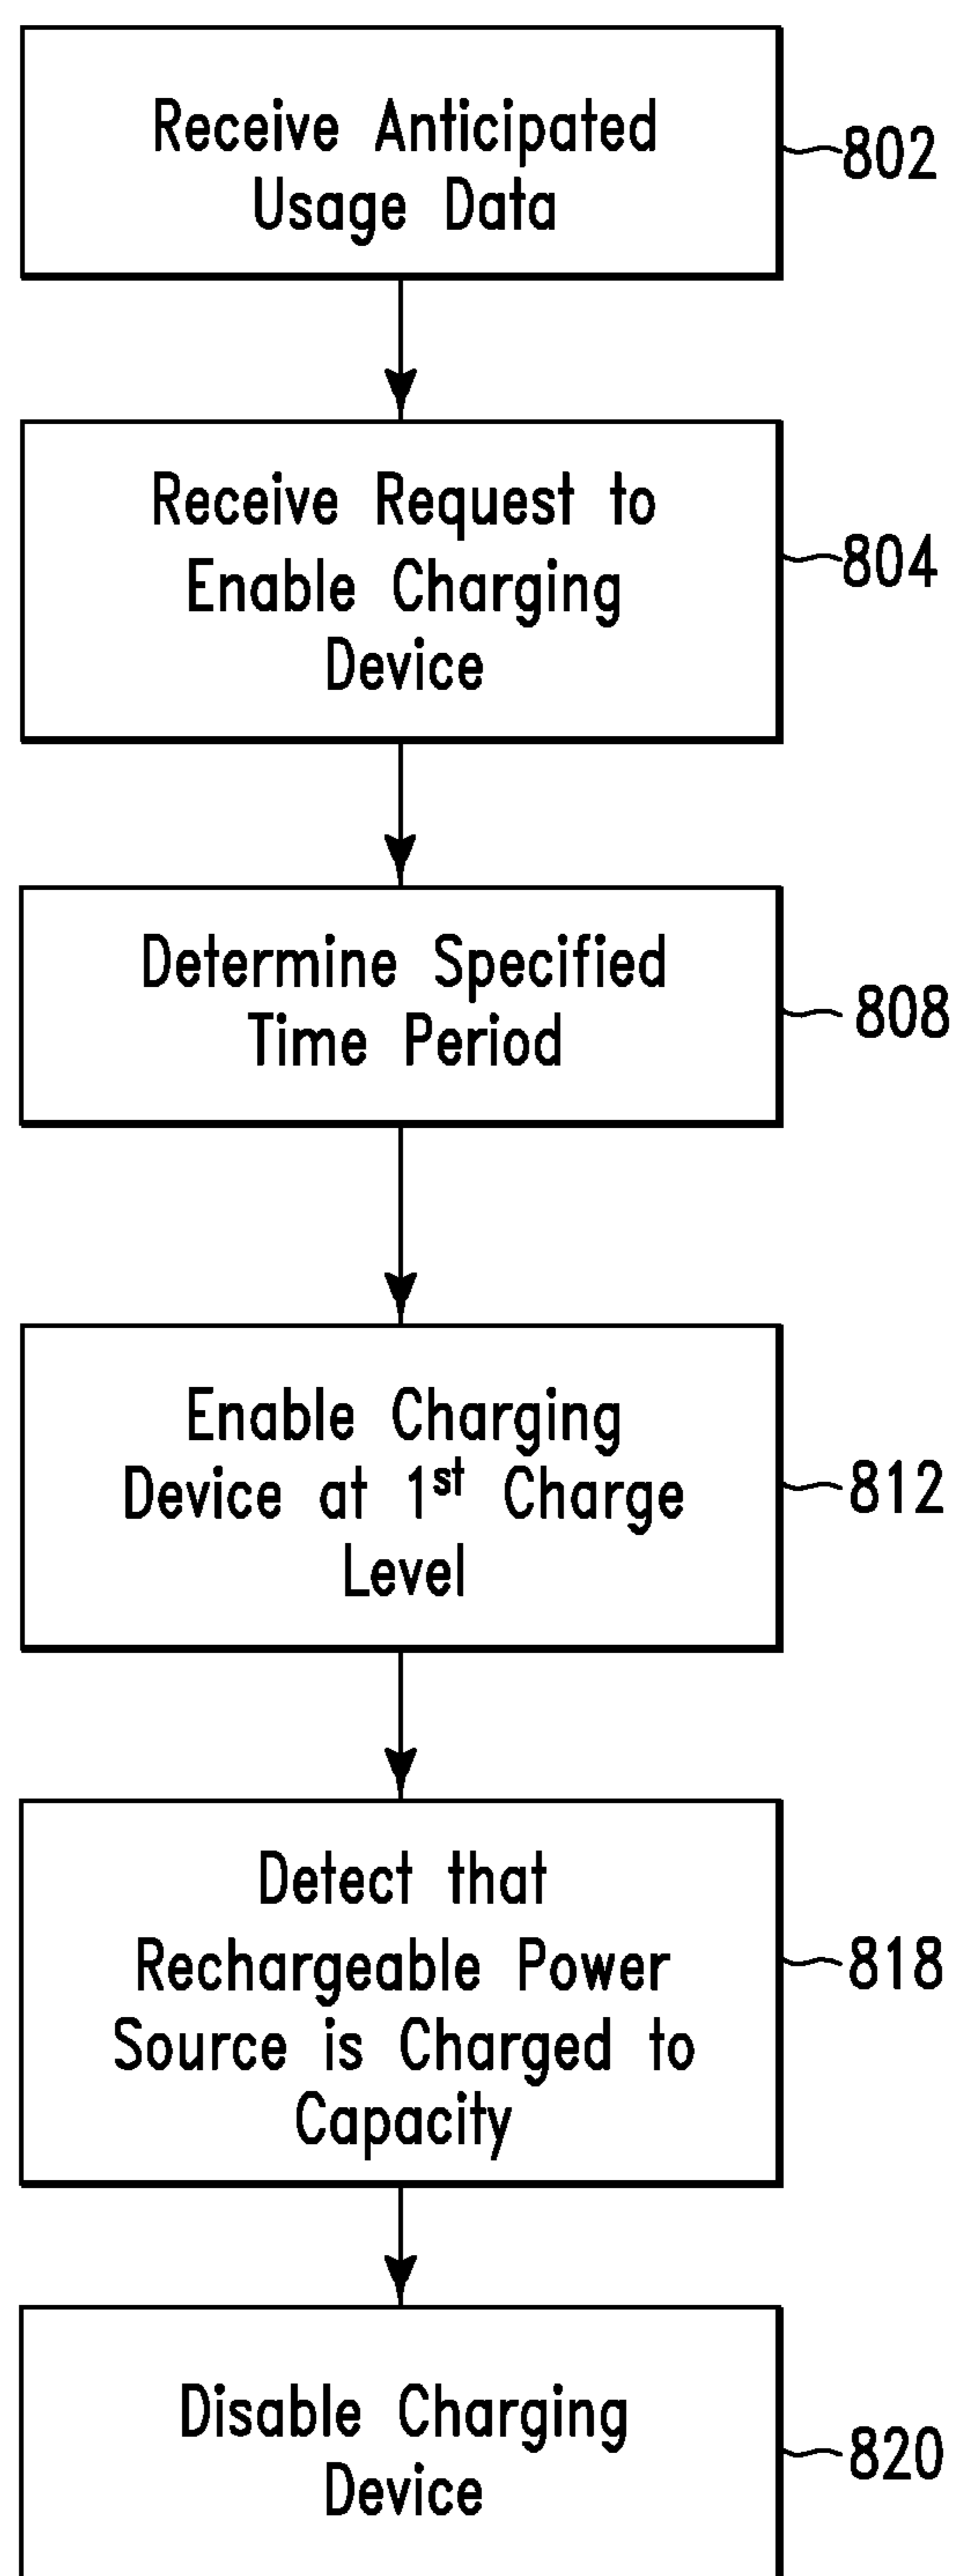 Receive Anticipated
Usage Data
802
Receive Request to
Enable Charging
Device
804
Determine Specified
Time Period
808
Enable Charging
Device at 1st Charge
Level
812
Detect that
Rechargeable Power
Source is Charged to
Capacity
818
Disable Charging
Device
820